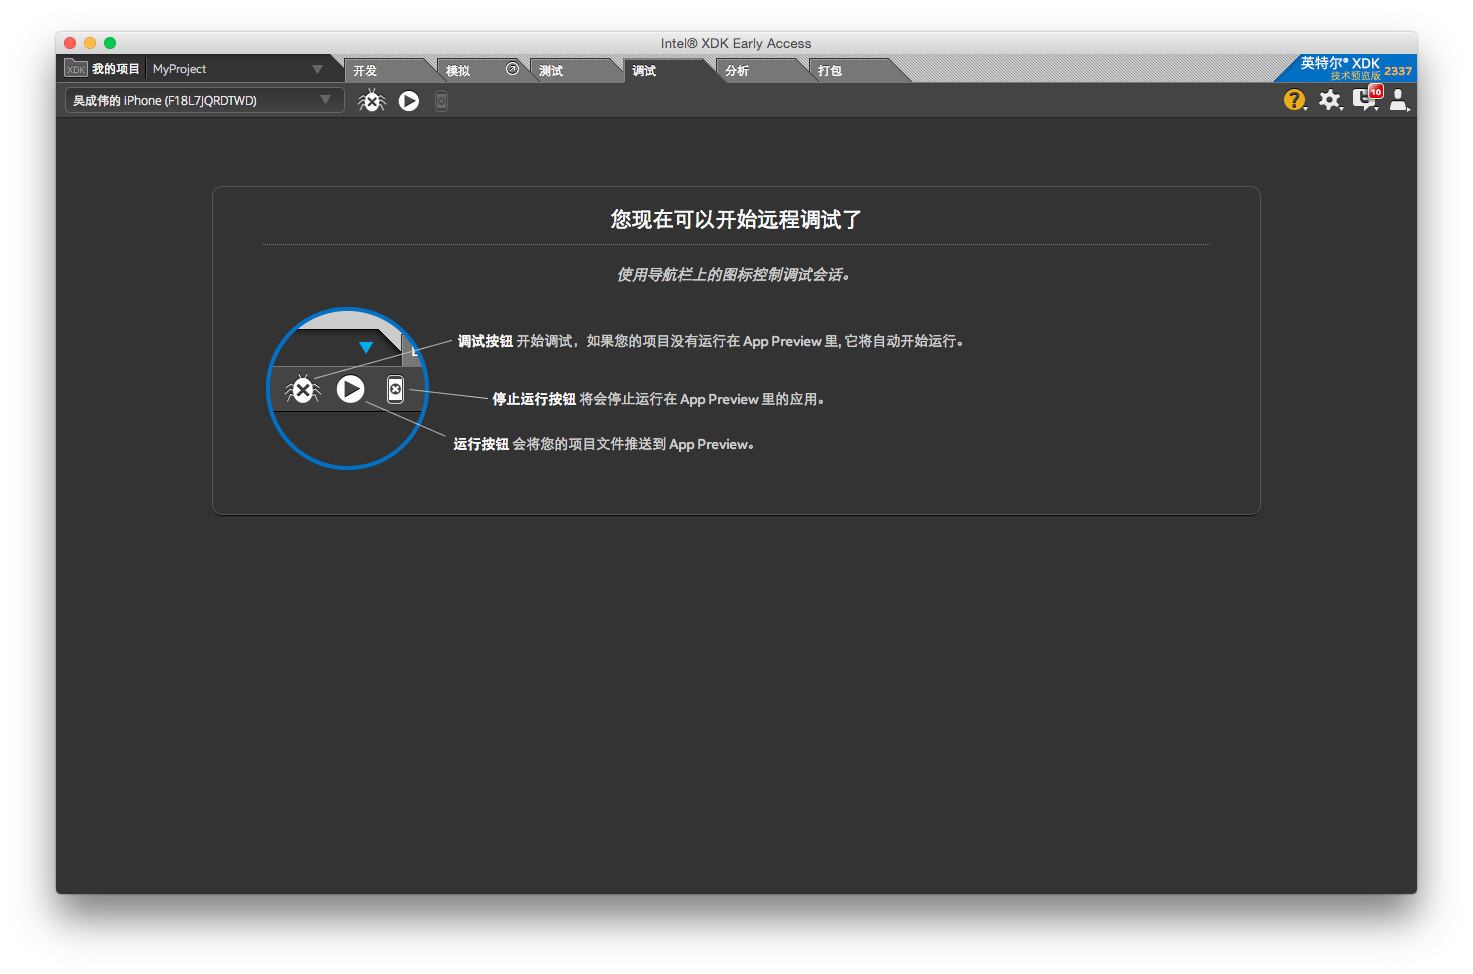 Intel® XDK Early Access
XDK 我的项目 MyProject 开发 模拟 测试 调试 分析 打包 英特尔® XDK
技术预览版 2337
吴成伟的 iPhone (F18L7JQRDTWD) ? 10
您现在可以开始远程调试了
使用导航栏上的图标控制调试会话。
调试按钮 开始调试，如果您的项目没有运行在 App Preview 里, 它将自动开始运行。
停止运行按钮 将会停止运行在 App Preview 里的应用。
运行按钮 会将您的项目文件推送到 App Preview。